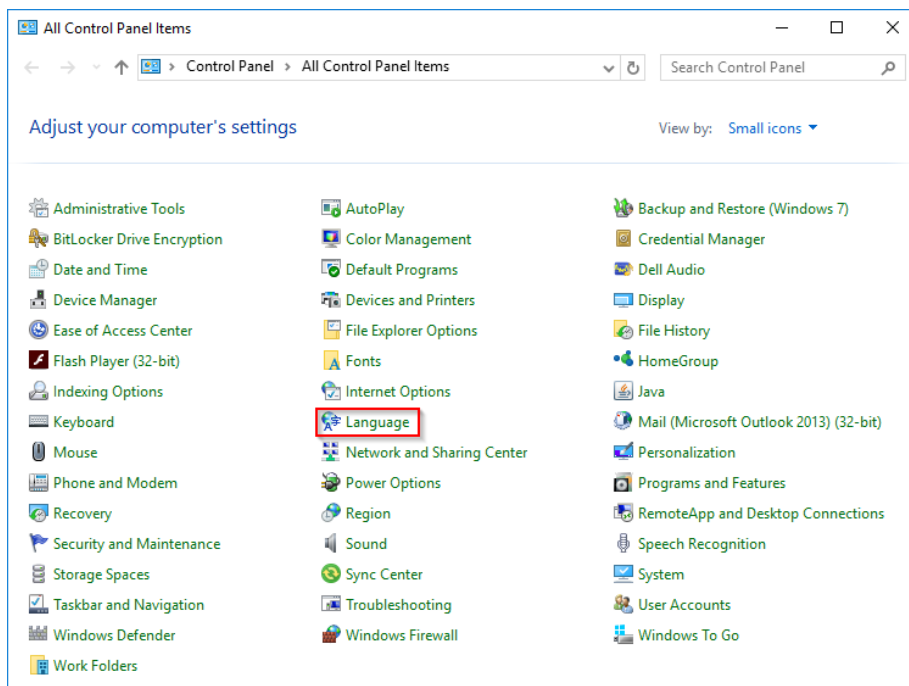 All Control Panel Items
Control Panel > All Control Panel Items Search Control Panel
Adjust your computer's settings View by: Small icons
Administrative Tools AutoPlay Backup and Restore (Windows 7)
BitLocker Drive Encryption Color Management Credential Manager
Date and Time Default Programs Dell Audio
Device Manager Devices and Printers Display
Ease of Access Center File Explorer Options File History
Flash Player (32-bit) Fonts HomeGroup
Indexing Options Internet Options Java
Keyboard Language Mail (Microsoft Outlook 2013) (32-bit)
Mouse Network and Sharing Center Personalization
Phone and Modem Power Options Programs and Features
Recovery Region RemoteApp and Desktop Connections
Security and Maintenance Sound Speech Recognition
Storage Spaces Sync Center System
Taskbar and Navigation Troubleshooting User Accounts
Windows Defender Windows Firewall Windows To Go
Work Folders